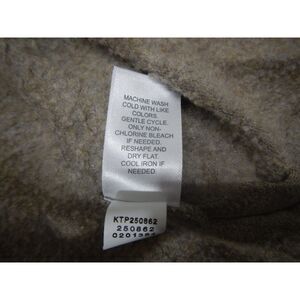 MACHINE WASH
COLD WITH LIKE
COLORS.
GENTLE CYCLE.
ONLY NON-
CHLORINE BLEACH
IF NEEDED.
RESHAPE AND
DRY FLAT.
COOL IRON IF
NEEDED.
KTP250862
250862